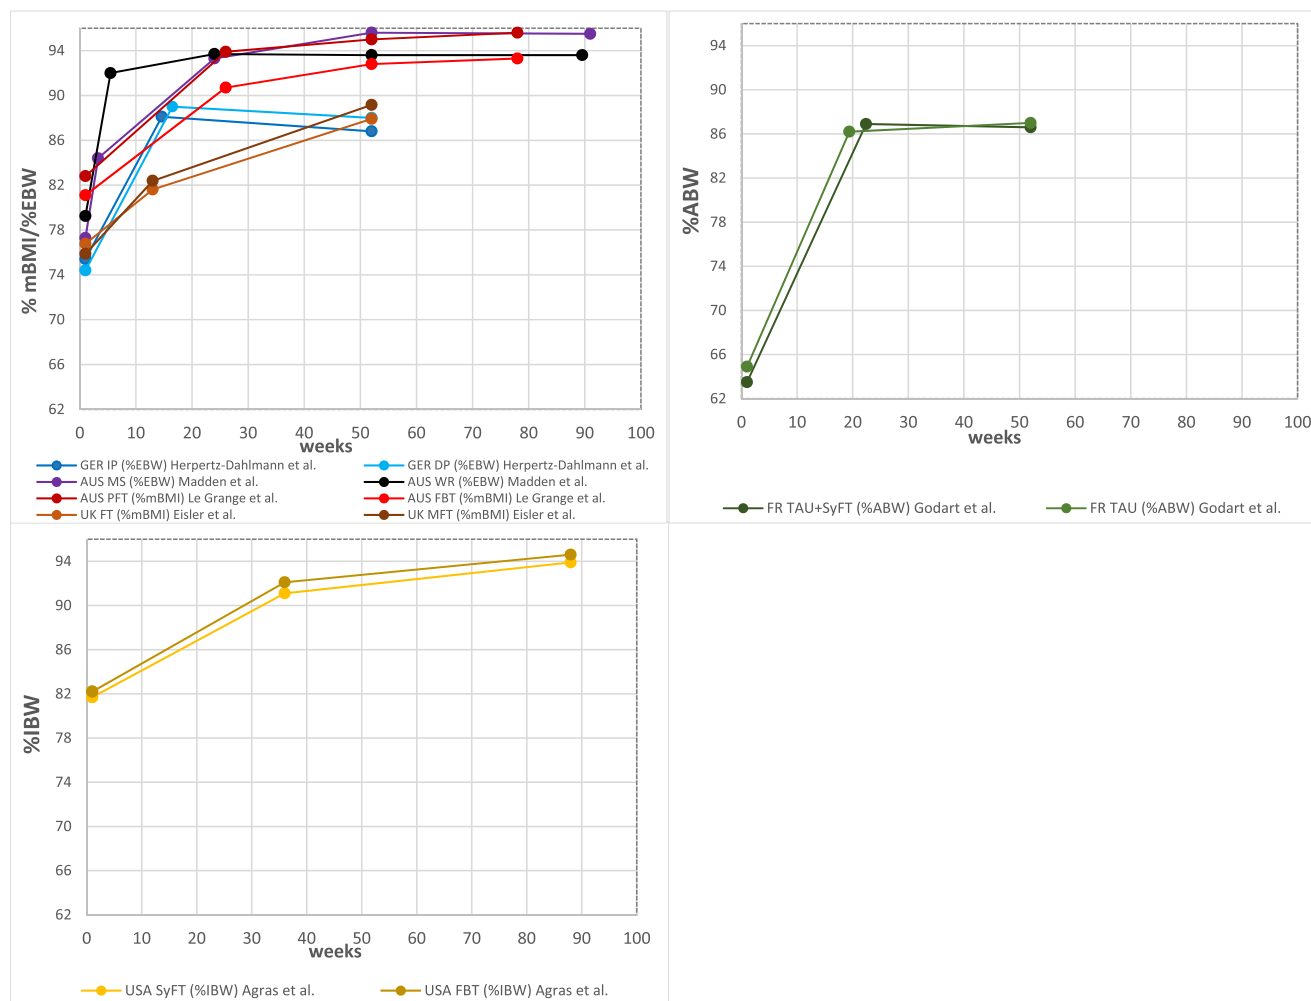 % mBMI/%EBW
94
90
86
82
78
74
70
66
62
0 10 20 30 40 50 60 70 80 90 100
weeks
GER IP (%EBW) Herpertz-Dahlmann et al. GER DP (%EBW) Herpertz-Dahlmann et al.
AUS MS (%EBW) Madden et al. AUS WR (%EBW) Madden et al.
AUS PFT (%mBMI) Le Grange et al. AUS FBT (%mBMI) Le Grange et al.
UK FT (%mBMI) Eisler et al. UK MFT (%mBMI) Eisler et al.
%ABW
94
90
86
82
78
74
70
66
62
0 10 20 30 40 50 60 70 80 90 100
weeks
FR TAU+SyFT (%ABW) Godart et al. FR TAU (%ABW) Godart et al.
%IBW
94
90
86
82
78
74
70
66
62
0 10 20 30 40 50 60 70 80 90 100
weeks
USA SyFT (%IBW) Agras et al. USA FBT (%IBW) Agras et al.